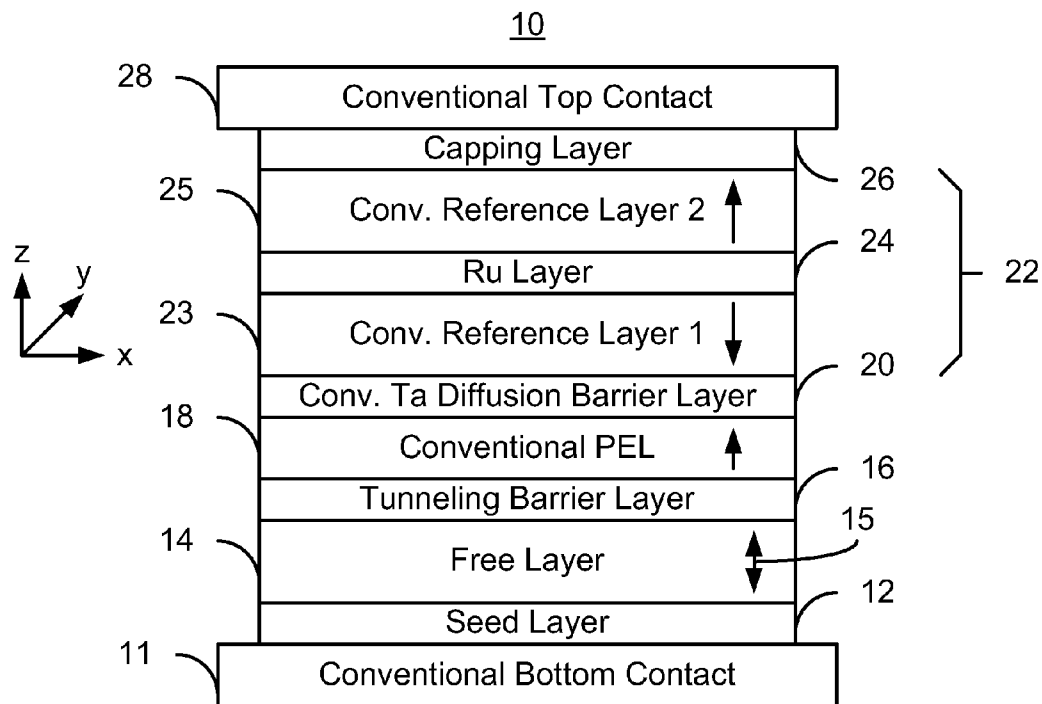 10
28
Conventional Top Contact
Capping Layer
26
25
Conv. Reference Layer 2
24
Ru Layer
22
z
y
x
23
Conv. Reference Layer 1
20
Conv. Ta Diffusion Barrier Layer
18
Conventional PEL
16
Tunneling Barrier Layer
15
14
Free Layer
12
Seed Layer
11
Conventional Bottom Contact